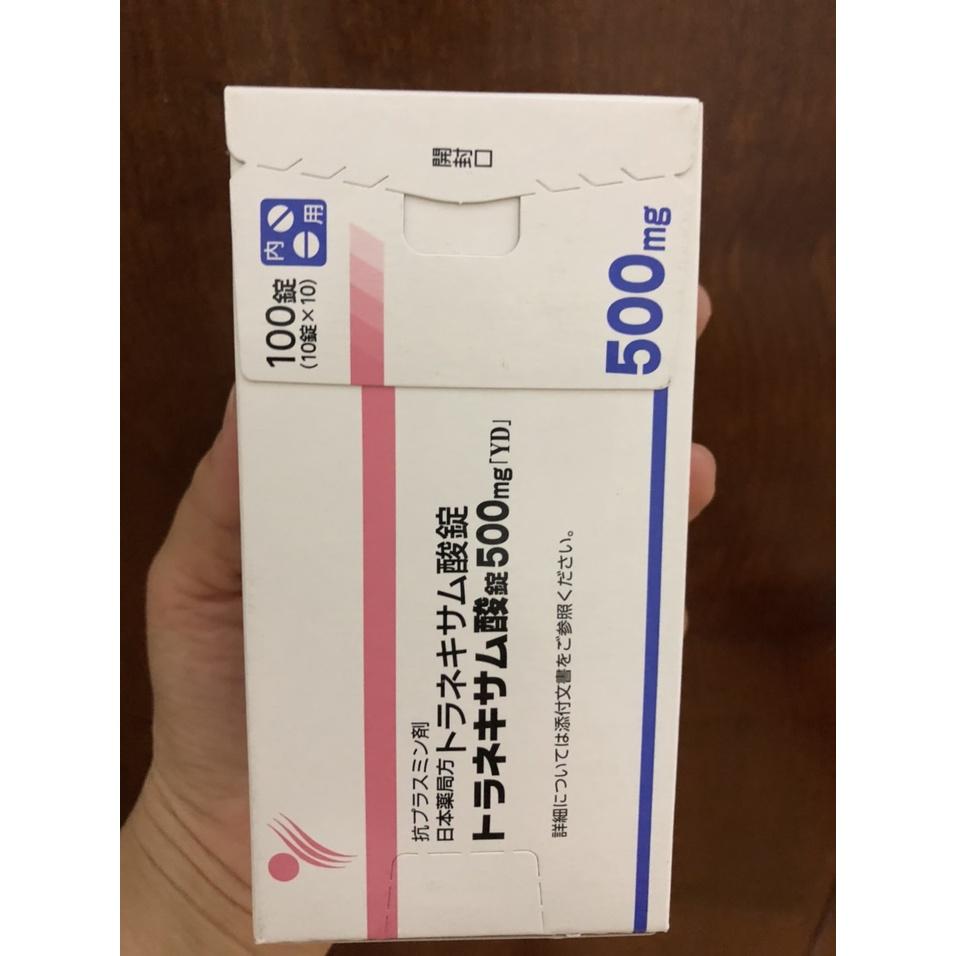 開封口
内用
100錠
(10錠×10)
500mg
抗プラスミン剤
日本薬局方トラネキサム酸錠
トラネキサム酸錠500mg「YD」
詳細については添付文書をご参照ください。